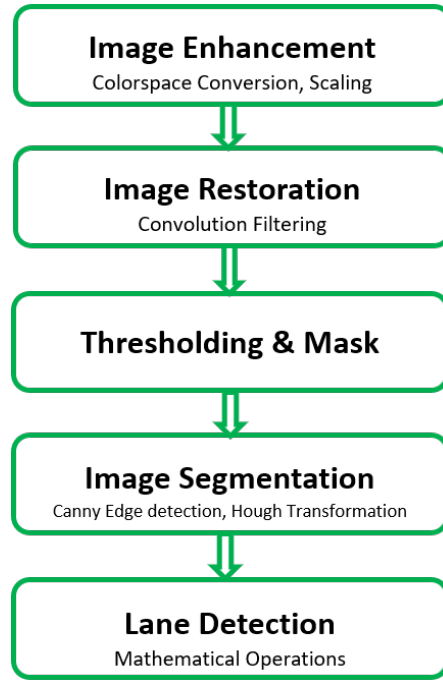 Image Enhancement
Colorspace Conversion, Scaling
Image Restoration
Convolution Filtering
Thresholding & Mask
Image Segmentation
Canny Edge detection, Hough Transformation
Lane Detection
Mathematical Operations